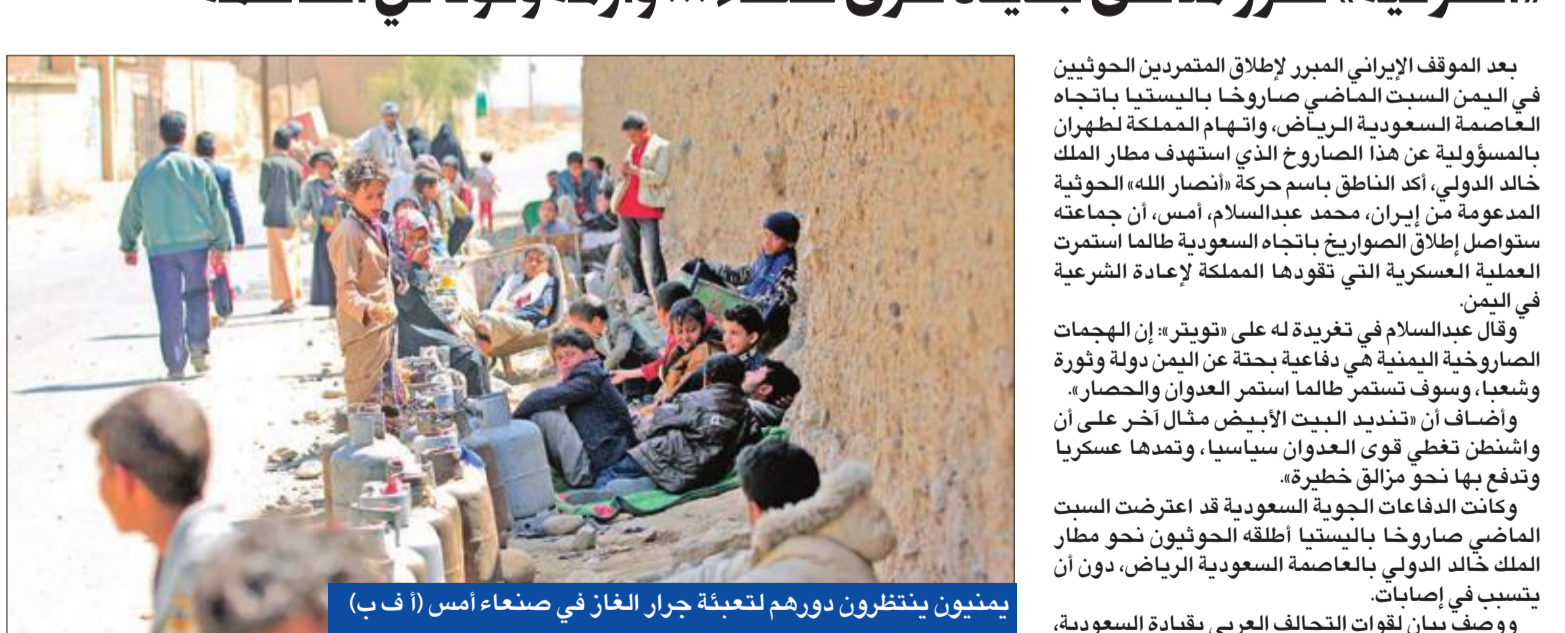 بعد الموقف الإيراني المبرر لإطلاق المتمردين الحوثيين
في اليمن السبت الماضي صاروخا باليستيا باتجاه
العاصمة السعودية الرياض، واتهام المملكة لطهران
بالمسؤولية عن هذا الصاروخ الذي استهدف مطار الملك
خالد الدولي، أكد الناطق باسم حركة «أنصار الله» الحوثية
المدعومة من إيران، محمد عبدالسلام، أمس، أن جماعته
ستواصل إطلاق الصواريخ باتجاه السعودية طالما استمرت
العملية العسكرية التي تقودها المملكة لإعادة الشرعية
في اليمن.
وقال عبدالسلام في تغريدة له على «تويتر»: إن الهجمات
الصاروخية اليمنية هي دفاعية بحتة عن اليمن دولة وثورة
وشعبا، وسوف تستمر طالما استمر العدوان والحصار».
وأضاف أن «تنديد البيت الأبيض مثال آخر على أن
واشنطن تغطي قوى العدوان سياسيا، وتمدها عسكريا
وتدفع بها نحو مزالق خطيرة».
وكانت الدفاعات الجوية السعودية قد اعترضت السبت
الماضي صاروخا باليستيا أطلقه الحوثيون نحو مطار
الملك خالد الدولي بالعاصمة السعودية الرياض، دون أن
يتسبب في إصابات.
ووصف بيان لقوات التحالف العربي بقيادة السعودية،
يمنيون ينتظرون دورهم لتعبئة جرار الغاز في صنعاء أمس (أ ف ب)